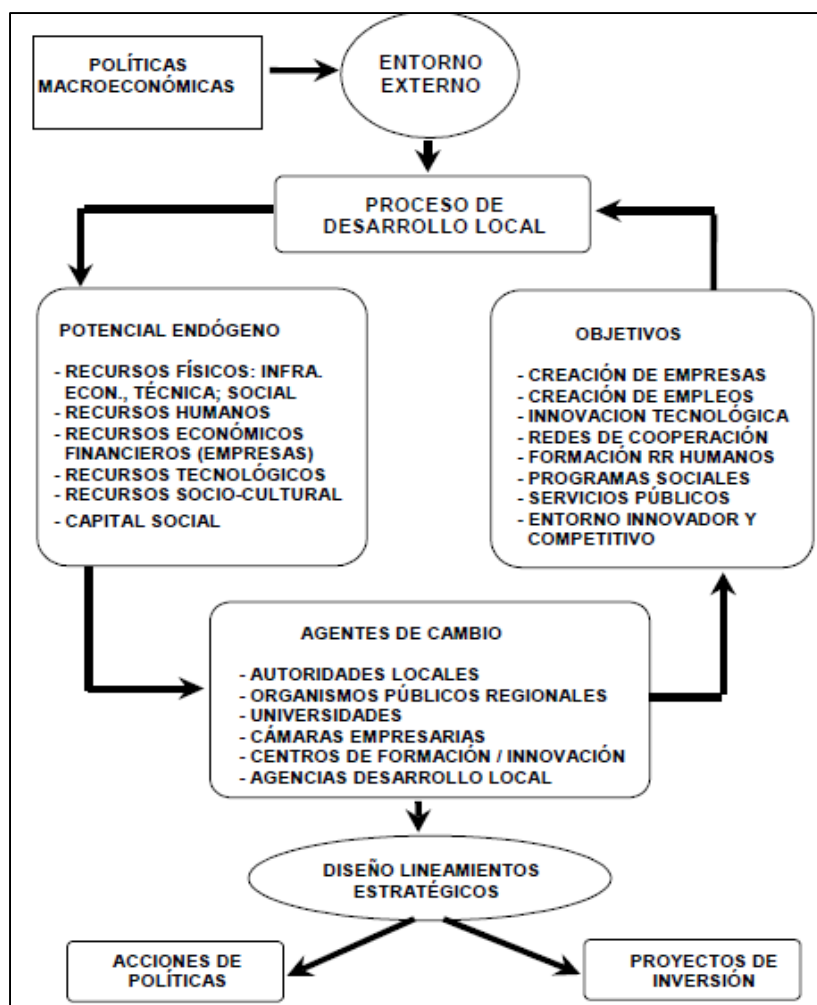 POLÍTICAS
MACROECONÓMICAS
ENTORNO
EXTERNO
PROCESO DE
DESARROLLO LOCAL
POTENCIAL ENDÓGENO
- RECURSOS FÍSICOS: INFRA.
ECON., TÉCNICA; SOCIAL
- RECURSOS HUMANOS
- RECURSOS ECONÓMICOS
FINANCIEROS (EMPRESAS)
- RECURSOS TECNOLÓGICOS
- RECURSOS SOCIO-CULTURAL
- CAPITAL SOCIAL
OBJETIVOS
- CREACIÓN DE EMPRESAS
- CREACIÓN DE EMPLEOS
- INNOVACION TECNOLÓGICA
- REDES DE COOPERACIÓN
- FORMACIÓN RR HUMANOS
- PROGRAMAS SOCIALES
- SERVICIOS PÚBLICOS
- ENTORNO INNOVADOR Y
COMPETITIVO
AGENTES DE CAMBIO
- AUTORIDADES LOCALES
- ORGANISMOS PÚBLICOS REGIONALES
- UNIVERSIDADES
- CÁMARAS EMPRESARIAS
- CENTROS DE FORMACIÓN / INNOVACIÓN
- AGENCIAS DESARROLLO LOCAL
DISEÑO LINEAMIENTOS
ESTRATÉGICOS
ACCIONES DE
POLÍTICAS
PROYECTOS DE
INVERSIÓN